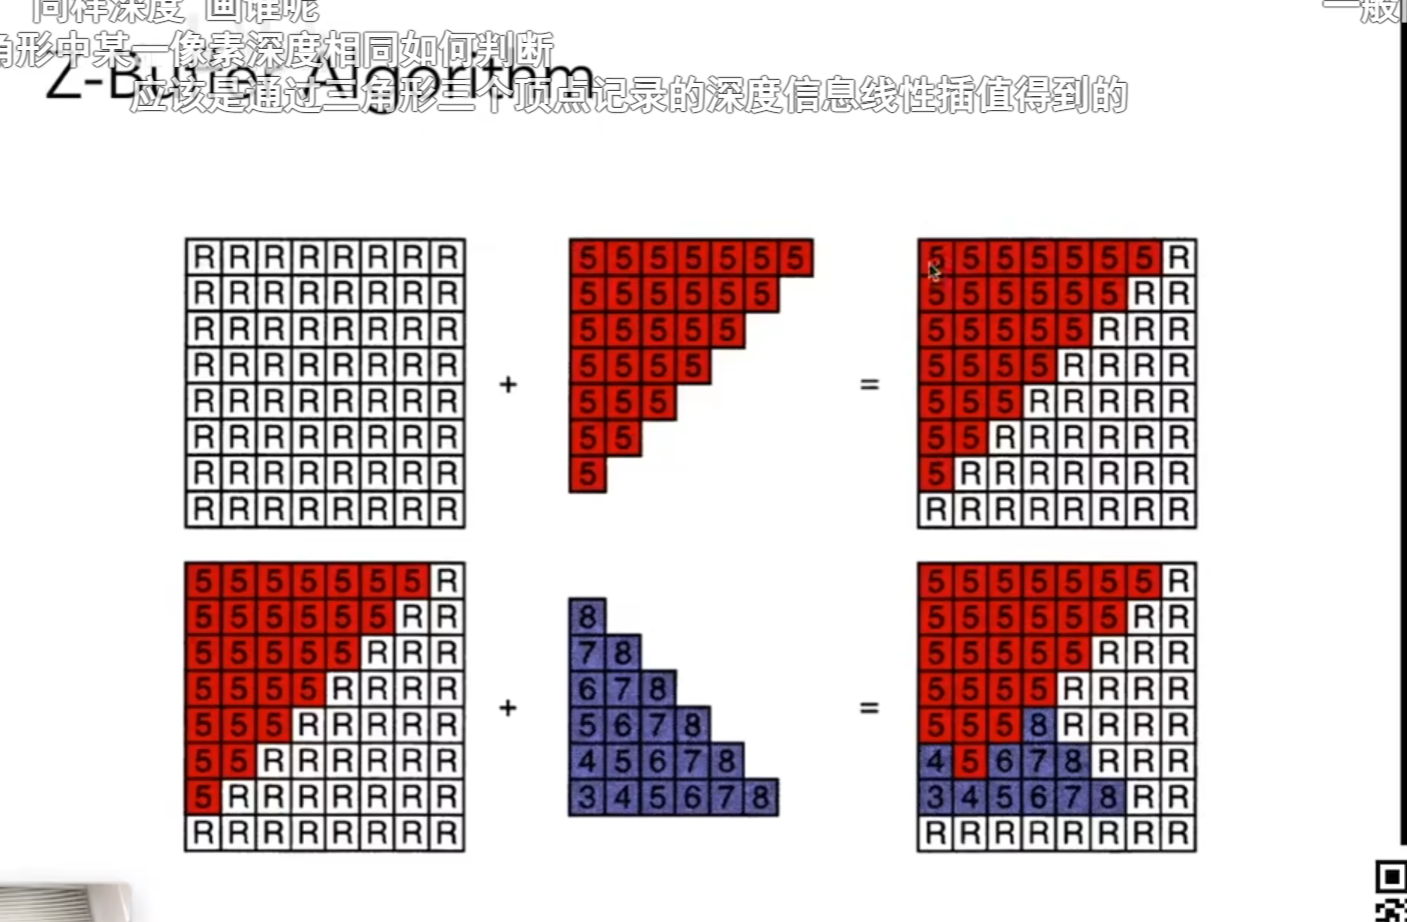 同样深度 画谁呢
一般
角形中某一像素深度相同如何判断
Z-Buffer Algorithm
应该是通过三角形三个顶点记录的深度信息线性插值得到的
R R R R R R R R
R R R R R R R R
R R R R R R R R
R R R R R R R R
R R R R R R R R
R R R R R R R R
R R R R R R R R
R R R R R R R R
+
5 5 5 5 5 5 5
5 5 5 5 5 5
5 5 5 5 5
5 5 5 5
5 5 5
5 5
5
=
5 5 5 5 5 5 5 R
5 5 5 5 5 5 R R
5 5 5 5 5 R R R
5 5 5 5 R R R R
5 5 5 R R R R R
5 5 R R R R R R
5 R R R R R R R
R R R R R R R R
5 5 5 5 5 5 5 R
5 5 5 5 5 5 R R
5 5 5 5 5 R R R
5 5 5 5 R R R R
5 5 5 R R R R R
5 5 R R R R R R
5 R R R R R R R
R R R R R R R R
+
8
7 8
6 7 8
5 6 7 8
4 5 6 7 8
3 4 5 6 7 8
=
5 5 5 5 5 5 5 R
5 5 5 5 5 5 R R
5 5 5 5 5 R R R
5 5 5 5 R R R R
5 5 5 8 R R R R
4 5 6 7 8 R R R
3 4 5 6 7 8 R R
R R R R R R R R